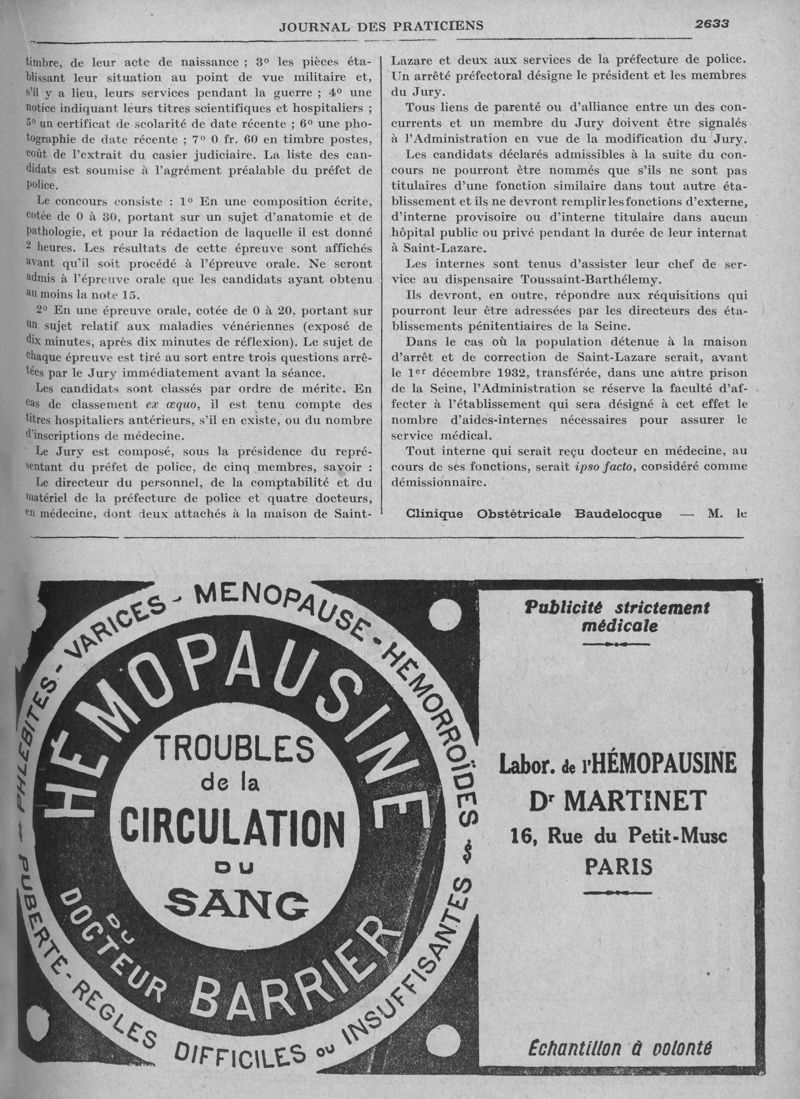 JOURNAL DES PRATICIENS 2633
timbre, de leur acte de naissance ; 3º les pièces éta-
blissant leur situation au point de vue militaire et,
s'il y a lieu, leurs services pendant la guerre ; 4º une
notice indiquant leurs titres scientifiques et hospitaliers ;
5º un certificat de scolarité de date récente ; 6º une pho-
tographie de date récente ; 7º 0 fr. 60 en timbre postes,
coût de l'extrait du casier judiciaire. La liste des can-
didats est soumise à l'agrément préalable du préfet de
police.
Le concours consiste : 1º En une composition écrite,
cotée de 0 à 30, portant sur un sujet d'anatomie et de
pathologie, et pour la rédaction de laquelle il est donné
2 heures. Les résultats de cette épreuve sont affichés
avant qu'il soit procédé à l'épreuve orale. Ne seront
admis à l'épreuve orale que les candidats ayant obtenu
au moins la note 15.
2º En une épreuve orale, cotée de 0 à 20, portant sur
un sujet relatif aux maladies vénériennes (exposé de
dix minutes, après dix minutes de réflexion). Le sujet de
chaque épreuve est tiré au sort entre trois questions arrê-
tées par le Jury immédiatement avant la séance.
Les candidats sont classés par ordre de mérite. En
cas de classement ex æquo, il est tenu compte des
titres hospitaliers antérieurs, s'il en existe, ou du nombre
d'inscriptions de médecine.
Le Jury est composé, sous la présidence du repré-
sentant du préfet de police, de cinq membres, savoir :
Le directeur du personnel, de la comptabilité et du
matériel de la préfecture de police et quatre docteurs,
en médecine, dont deux attachés à la maison de Saint-
Lazare et deux aux services de la préfecture de police.
Un arrêté préfectoral désigne le président et les membres
du Jury.
Tous liens de parenté ou d'alliance entre un des con-
currents et un membre du Jury doivent être signalés
à l'Administration en vue de la modification du Jury.
Les candidats déclarés admissibles à la suite du con-
cours ne pourront être nommés que s'ils ne sont pas
titulaires d'une fonction similaire dans tout autre éta-
blissement et ils ne devront remplir les fonctions d'externe,
d'interne provisoire ou d'interne titulaire dans aucun
hôpital public ou privé pendant la durée de leur internat
à Saint-Lazare.
Les internes sont tenus d'assister leur chef de ser-
vice au dispensaire Toussaint-Barthélemy.
Ils devront, en outre, répondre aux réquisitions qui
pourront leur être adressées par les directeurs des éta-
blissements pénitentiaires de la Seine.
Dans le cas où la population détenue à la maison
d'arrêt et de correction de Saint-Lazare serait, avant
le 1er décembre 1932, transférée, dans une autre prison
de la Seine, l'Administration se réserve la faculté d'af-
fecter à l'établissement qui sera désigné à cet effet le
nombre d'aides-internes nécessaires pour assurer le
service médical.
Tout interne qui serait reçu docteur en médecine, au
cours de ses fonctions, serait ipso facto, considéré comme
démissionnaire.
Clinique Obstétricale Baudelocque — M. le
PHLÉBITES - VARICES - MENOPAUSE - HÉMORROÏDES
PUBERTE - RÈGLES DIFFICILES ou INSUFFISANTES
HÉMOPAUSINE
TROUBLES
de la
CIRCULATION
DU
SANG
DU
DOCTEUR BARRIER
Publicité strictement
médicale
Labor. de l'HÉMOPAUSINE
Dr MARTINET
16, Rue du Petit-Musc
PARIS
Echantillon à volonté